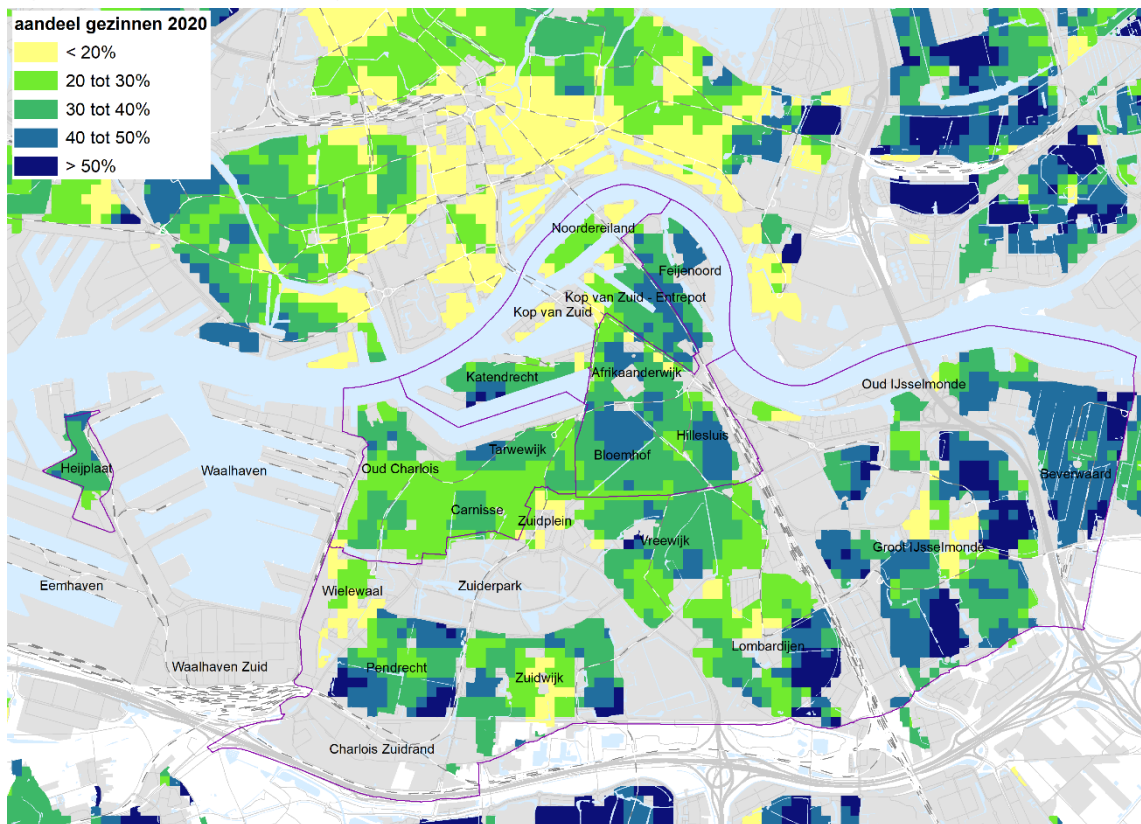 aandeel gezinnen 2020
< 20%
20 tot 30%
30 tot 40%
40 tot 50%
> 50%
Noordereiland
Feijenoord
Kop van Zuid - Entrepot
Kop van Zuid
Afrikaanderwijk
Katendrecht
Oud IJsselmonde
Hillesluis
Tarwewijk
Bloemhof
Heijplaat
Waalhaven
Oud Charlois
Beverwaard
Carnisse
Zuidplein
Vreewijk
Groot IJsselmonde
Eemhaven
Zuiderpark
Wielewaal
Lombardijen
Waalhaven Zuid
Pendrecht
Zuidwijk
Charlois Zuidrand